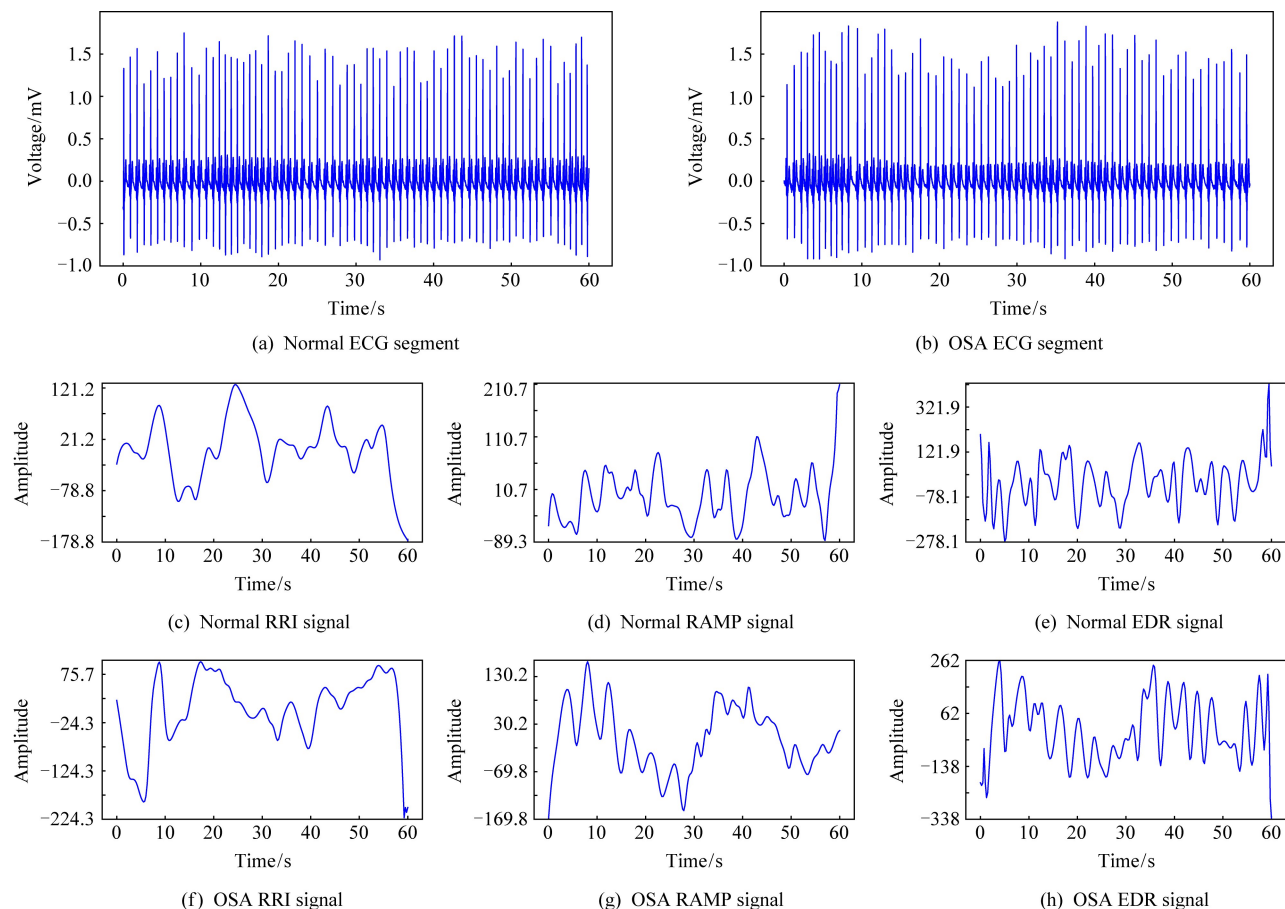 Voltage/mV
1.5
1.0
0.5
0.0
−0.5
−1.0
0 10 20 30 40 50 60
Time/s
(a) Normal ECG segment
Voltage/mV
1.5
1.0
0.5
0.0
−0.5
−1.0
0 10 20 30 40 50 60
Time/s
(b) OSA ECG segment
Amplitude
121.2
21.2
−78.8
−178.8
0 10 20 30 40 50 60
Time/s
(c) Normal RRI signal
Amplitude
210.7
110.7
10.7
−89.3
0 10 20 30 40 50 60
Time/s
(d) Normal RAMP signal
Amplitude
321.9
121.9
−78.1
−278.1
0 10 20 30 40 50 60
Time/s
(e) Normal EDR signal
Amplitude
75.7
−24.3
−124.3
−224.3
0 10 20 30 40 50 60
Time/s
(f) OSA RRI signal
Amplitude
130.2
30.2
−69.8
−169.8
0 10 20 30 40 50 60
Time/s
(g) OSA RAMP signal
Amplitude
262
62
−138
−338
0 10 20 30 40 50 60
Time/s
(h) OSA EDR signal